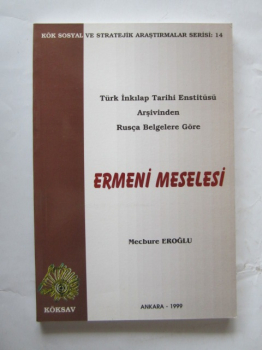 KÖK SOSYAL VE STRATEJİK ARAŞTIRMALAR SERİSİ: 14
Türk İnkılap Tarihi Enstitüsü
Arşivinden
Rusça Belgelere Göre
ERMENİ MESELESİ
Mecbure EROĞLU
KÖKSAV
ANKARA - 1999